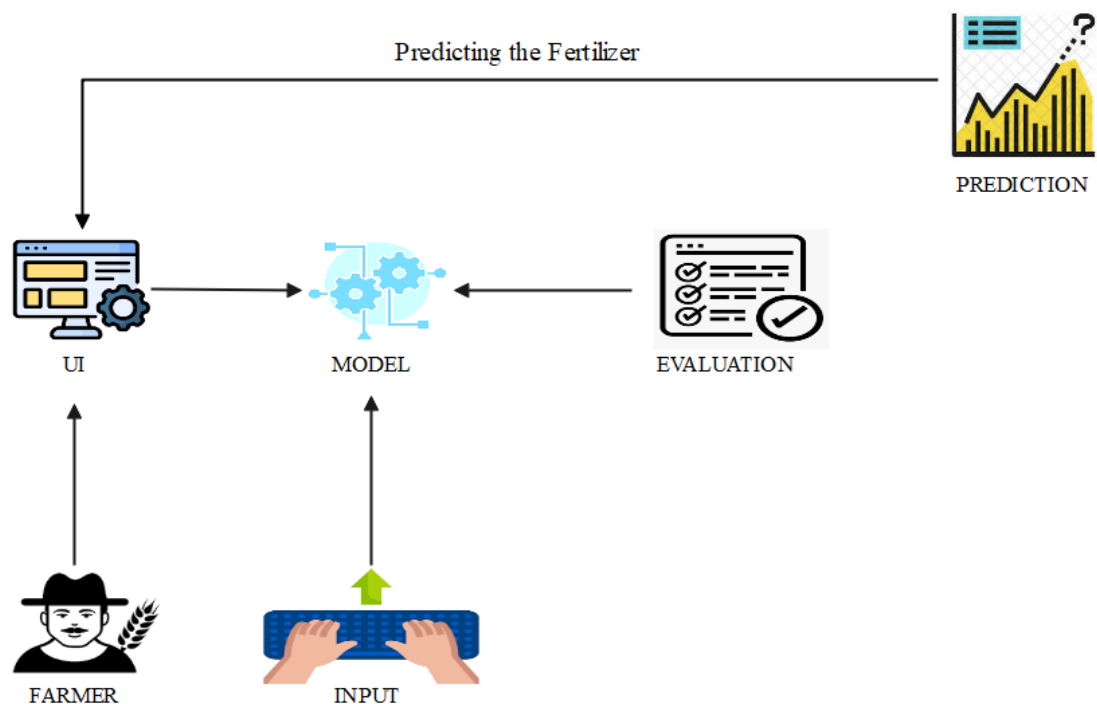 Predicting the Fertilizer
?
PREDICTION
UI
MODEL
EVALUATION
FARMER
INPUT